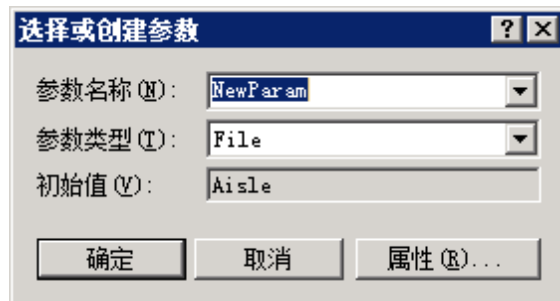 选择或创建参数
参数名称(N): NewParam
参数类型(T): File
初始值(V): Aisle
确定 取消 属性(R)...